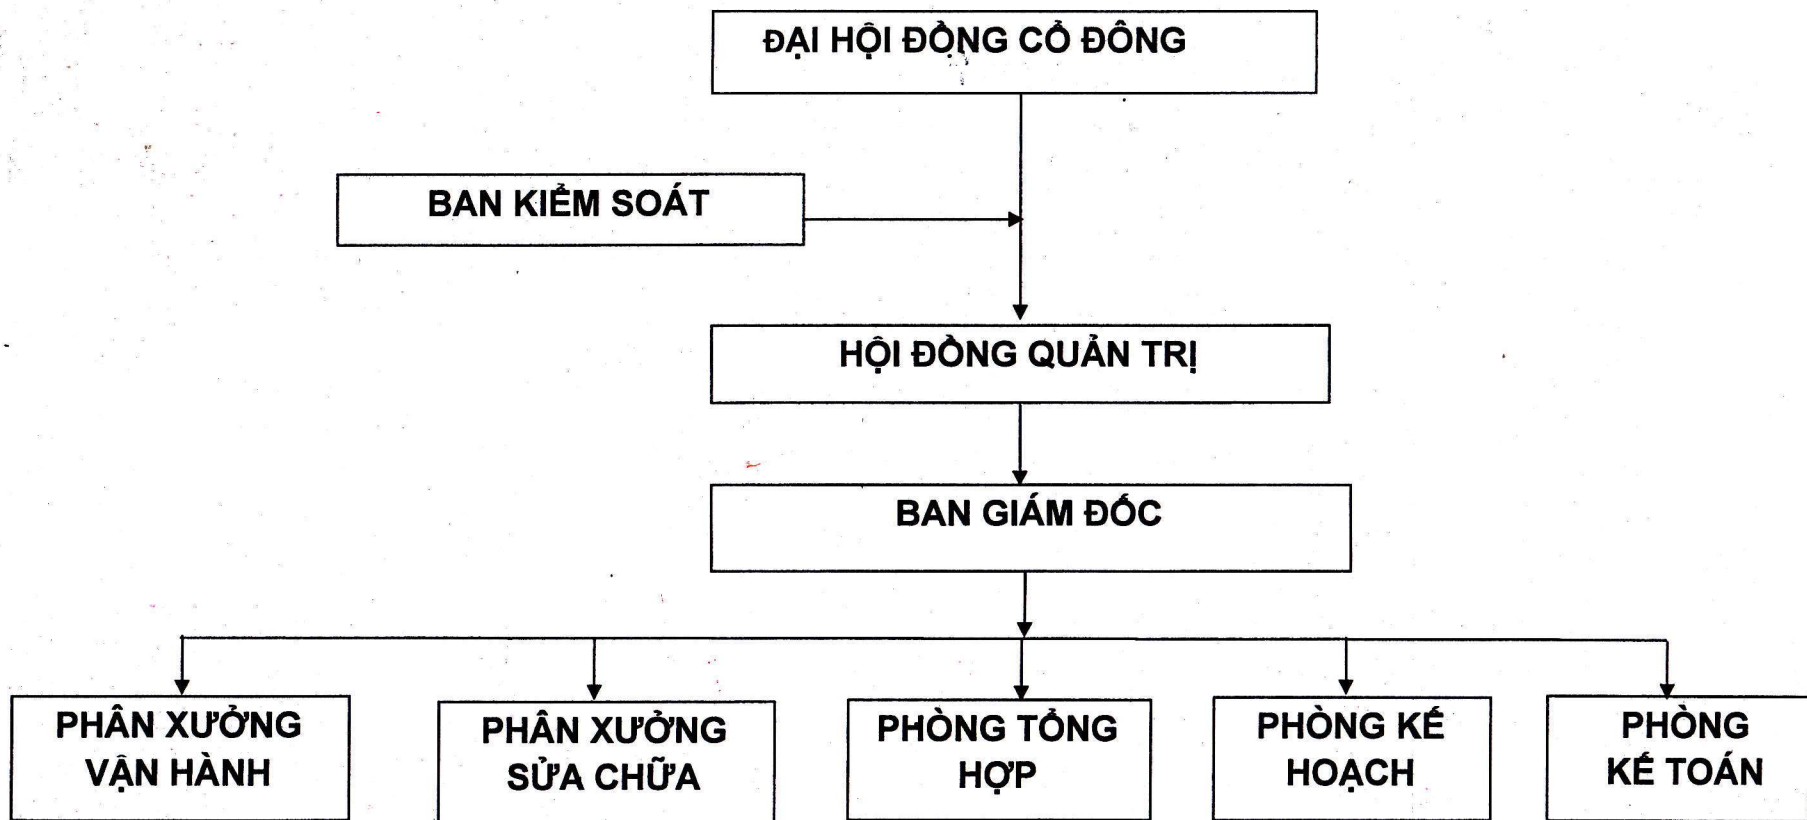 ĐẠI HỘI ĐỒNG CỔ ĐÔNG
BAN KIỂM SOÁT
HỘI ĐỒNG QUẢN TRỊ
BAN GIÁM ĐỐC
PHÂN XƯỞNG
VẬN HÀNH
PHÂN XƯỞNG
SỬA CHỮA
PHÒNG TỔNG
HỢP
PHÒNG KẾ
HOẠCH
PHÒNG
KẾ TOÁN